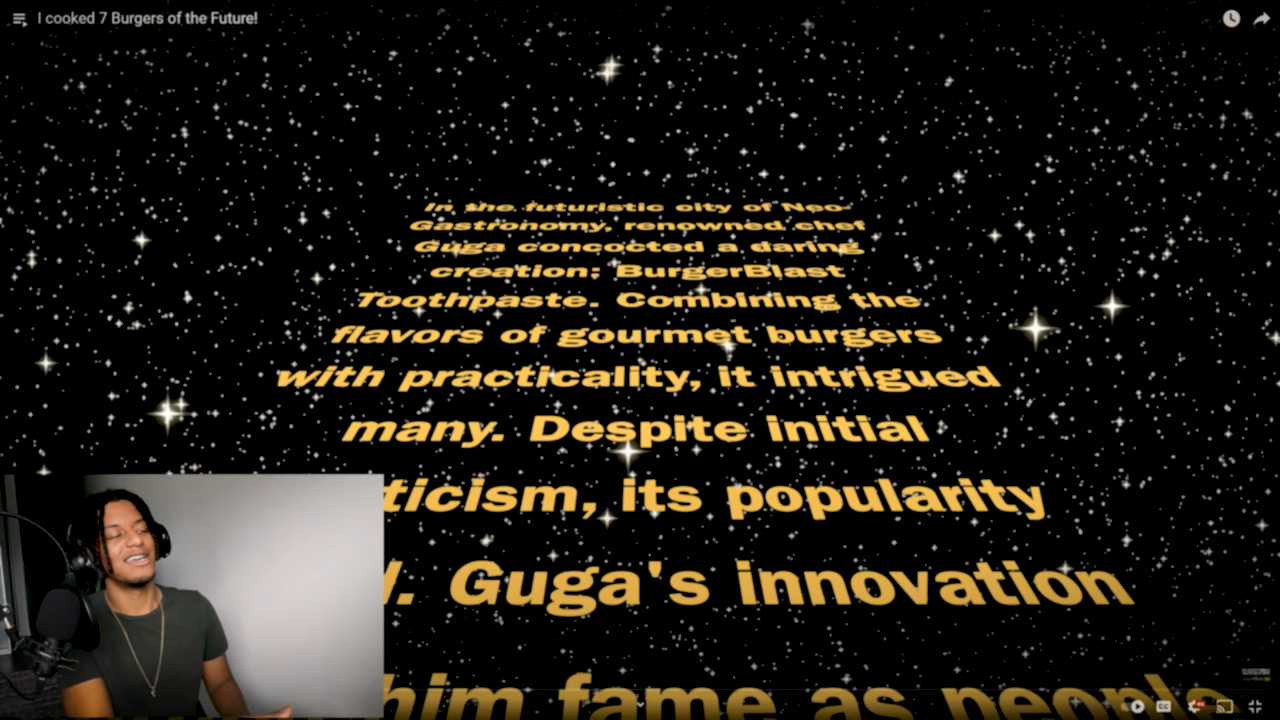 I cooked 7 Burgers of the Future!
In the futuristic city of Neo-
Gastronomy, renowned chef
Guga concocted a daring
creation: BurgerBlast
Toothpaste. Combining the
flavors of gourmet burgers
with practicality, it intrigued
many. Despite initial
ticism, its popularity
. Guga's innovation
him fame as people
SUBSCRIBE
CC